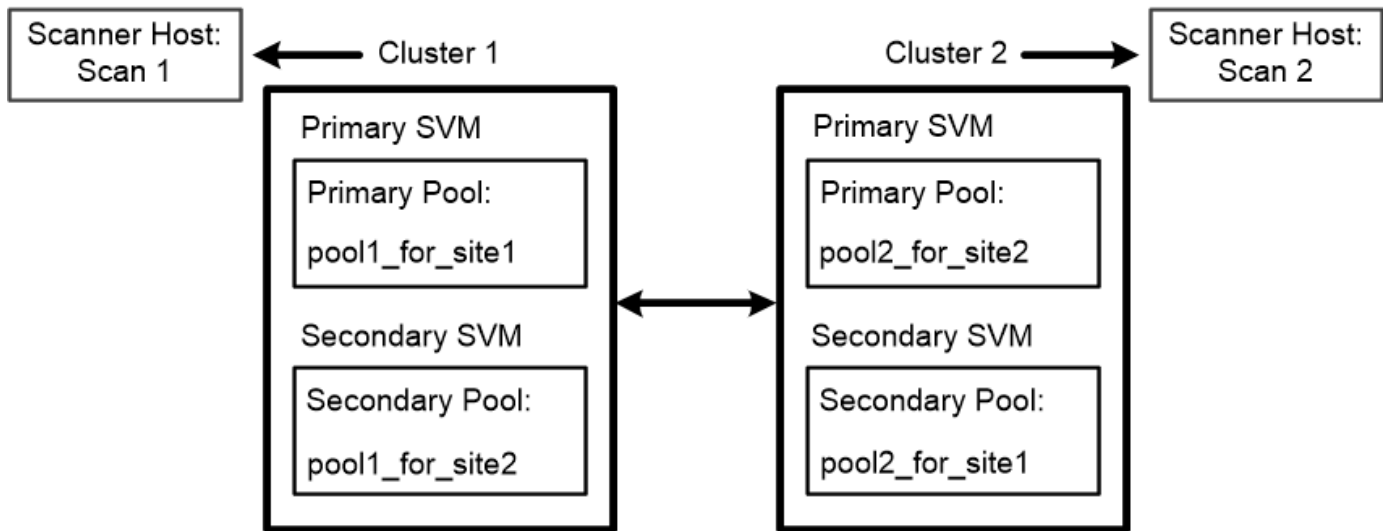 Scanner Host:
Scan 1
Cluster 1
Cluster 2
Scanner Host:
Scan 2
Primary SVM
Primary Pool:
pool1_for_site1
Secondary SVM
Secondary Pool:
pool1_for_site2
Primary SVM
Primary Pool:
pool2_for_site2
Secondary SVM
Secondary Pool:
pool2_for_site1